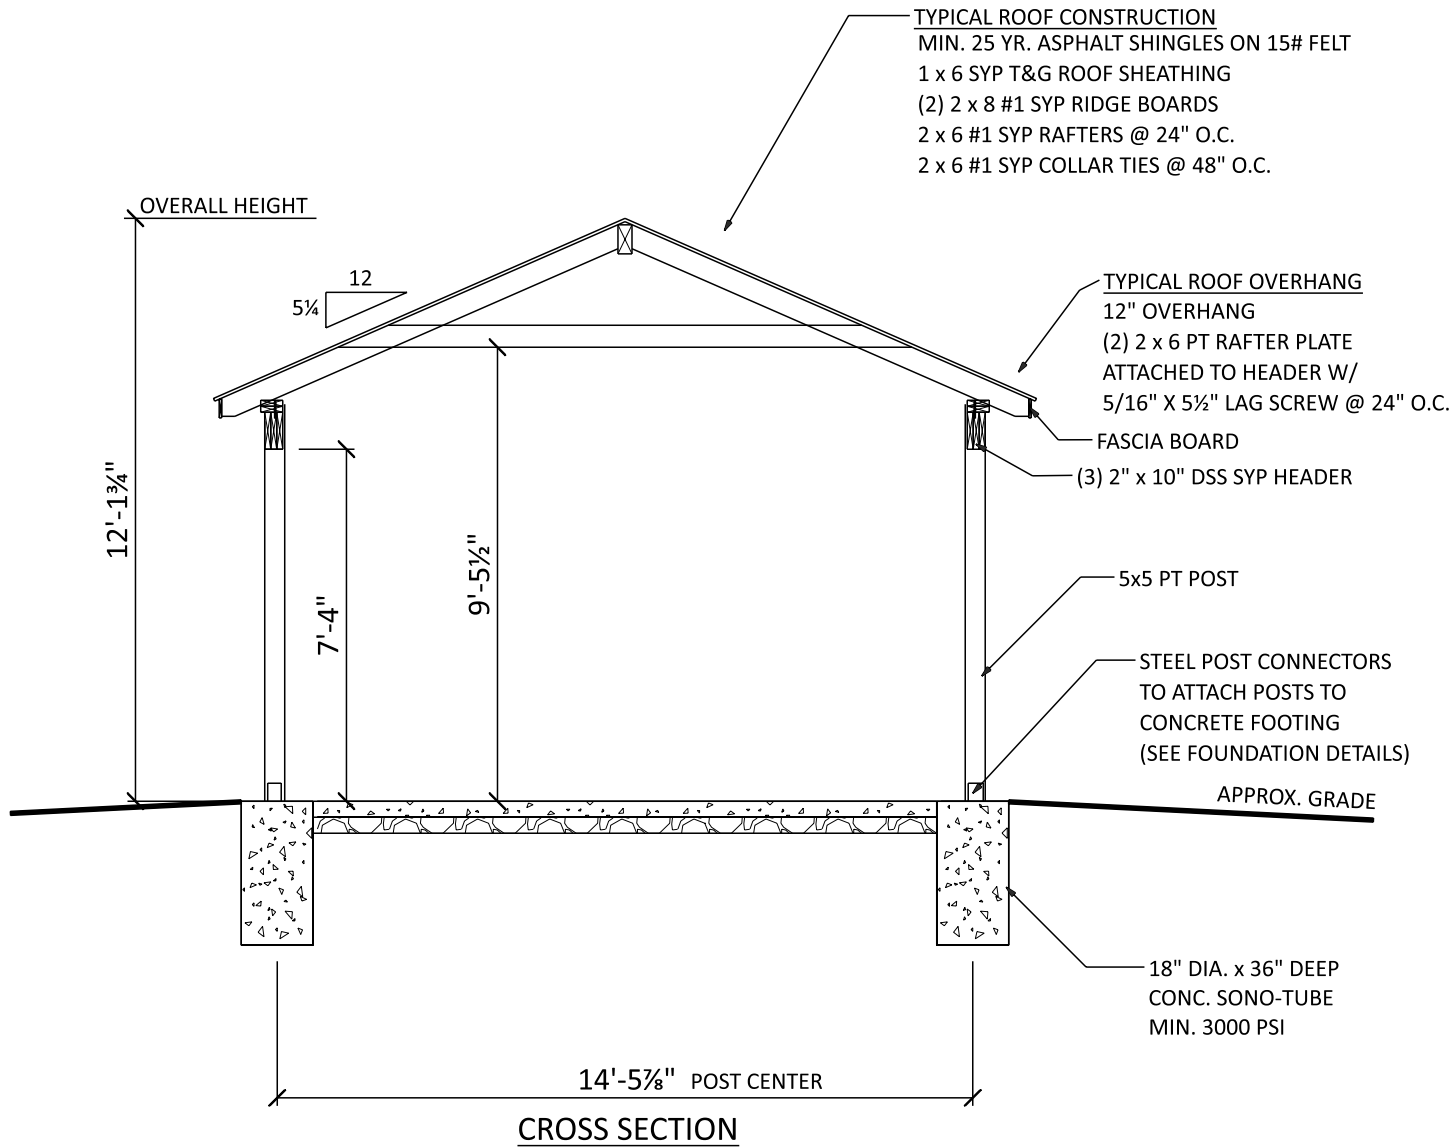 TYPICAL ROOF CONSTRUCTION
MIN. 25 YR. ASPHALT SHINGLES ON 15# FELT
1 x 6 SYP T&G ROOF SHEATHING
(2) 2 x 8 #1 SYP RIDGE BOARDS
2 x 6 #1 SYP RAFTERS @ 24" O.C.
2 x 6 #1 SYP COLLAR TIES @ 48" O.C.
OVERALL HEIGHT
12
5¼
TYPICAL ROOF OVERHANG
12" OVERHANG
(2) 2 x 6 PT RAFTER PLATE
ATTACHED TO HEADER W/
5/16" X 5½" LAG SCREW @ 24" O.C.
FASCIA BOARD
(3) 2" x 10" DSS SYP HEADER
12'-1¾"
7'-4"
9'-5½"
5x5 PT POST
STEEL POST CONNECTORS
TO ATTACH POSTS TO
CONCRETE FOOTING
(SEE FOUNDATION DETAILS)
APPROX. GRADE
18" DIA. x 36" DEEP
CONC. SONO-TUBE
MIN. 3000 PSI
14'-5⅞" POST CENTER
CROSS SECTION